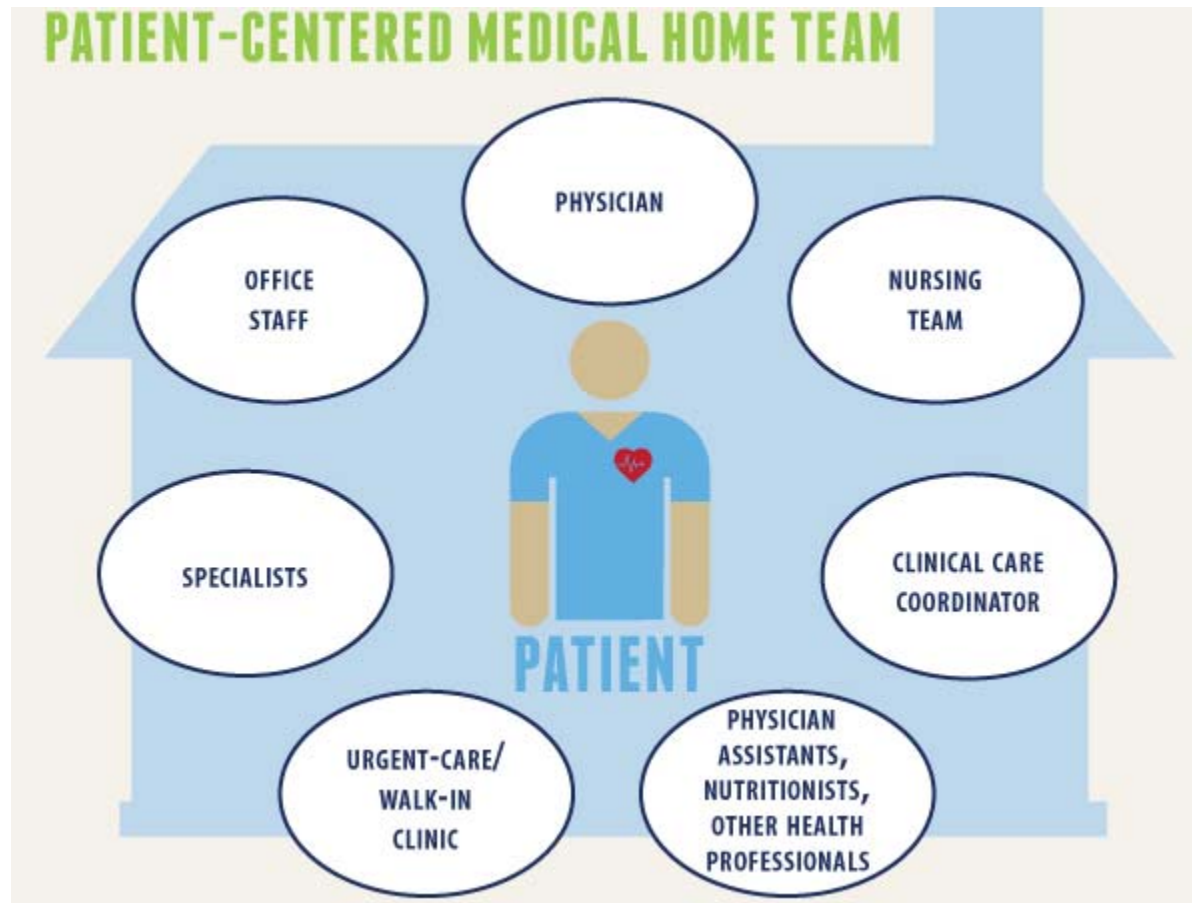 PATIENT-CENTERED MEDICAL HOME TEAM
PHYSICIAN
OFFICE
STAFF
NURSING
TEAM
SPECIALISTS
CLINICAL CARE
COORDINATOR
PATIENT
URGENT-CARE/
WALK-IN
CLINIC
PHYSICIAN
ASSISTANTS,
NUTRITIONISTS,
OTHER HEALTH
PROFESSIONALS